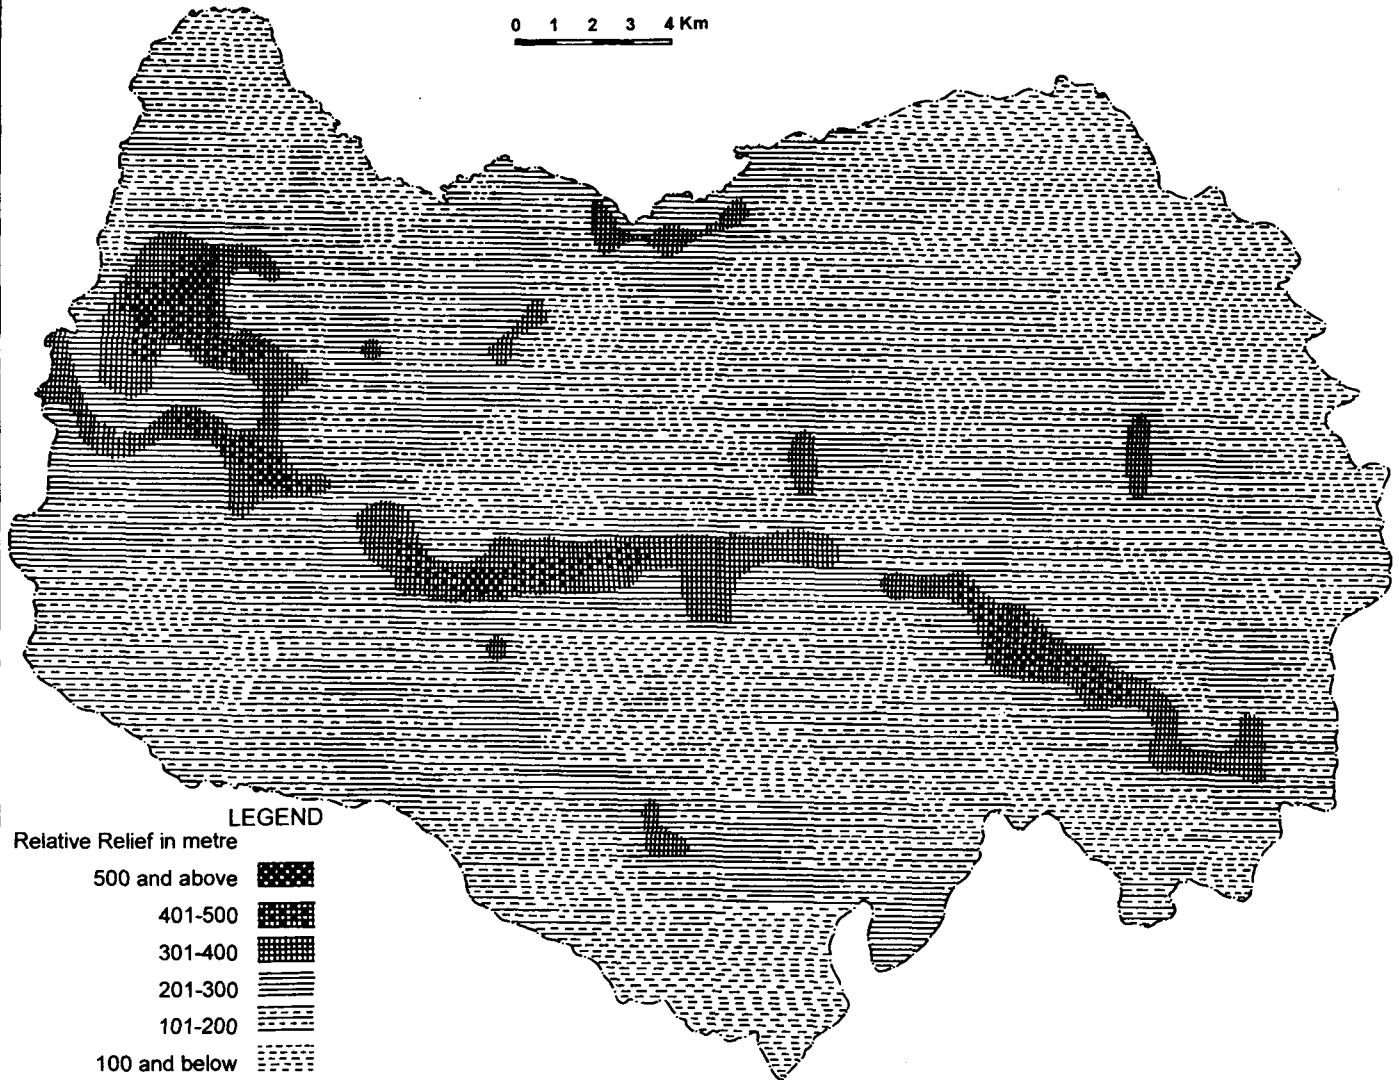 0 1 2 3 4 Km
LEGEND
Relative Relief in metre
500 and above
401-500
301-400
201-300
101-200
100 and below